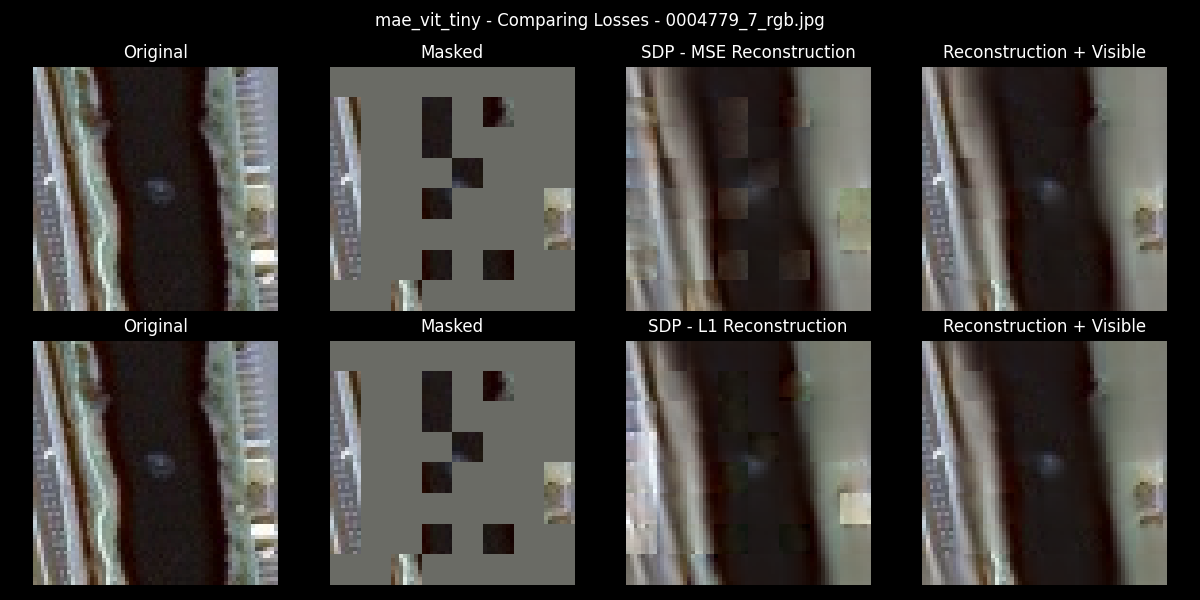 mae_vit_tiny - Comparing Losses - 0004779_7_rgb.jpg
Original
Masked
SDP - MSE Reconstruction
Reconstruction + Visible
Original
Masked
SDP - L1 Reconstruction
Reconstruction + Visible